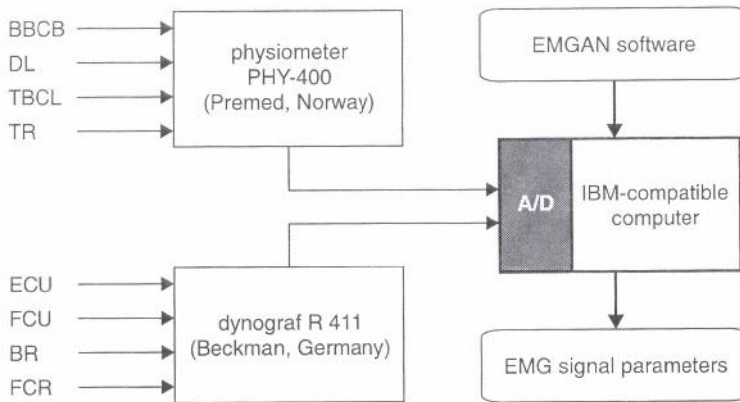 BBCB
DL
TBCL
TR
physiometer
PHY-400
(Premed, Norway)
EMGAN software
A/D
IBM-compatible
computer
ECU
FCU
BR
FCR
dynograf R 411
(Beckman, Germany)
EMG signal parameters